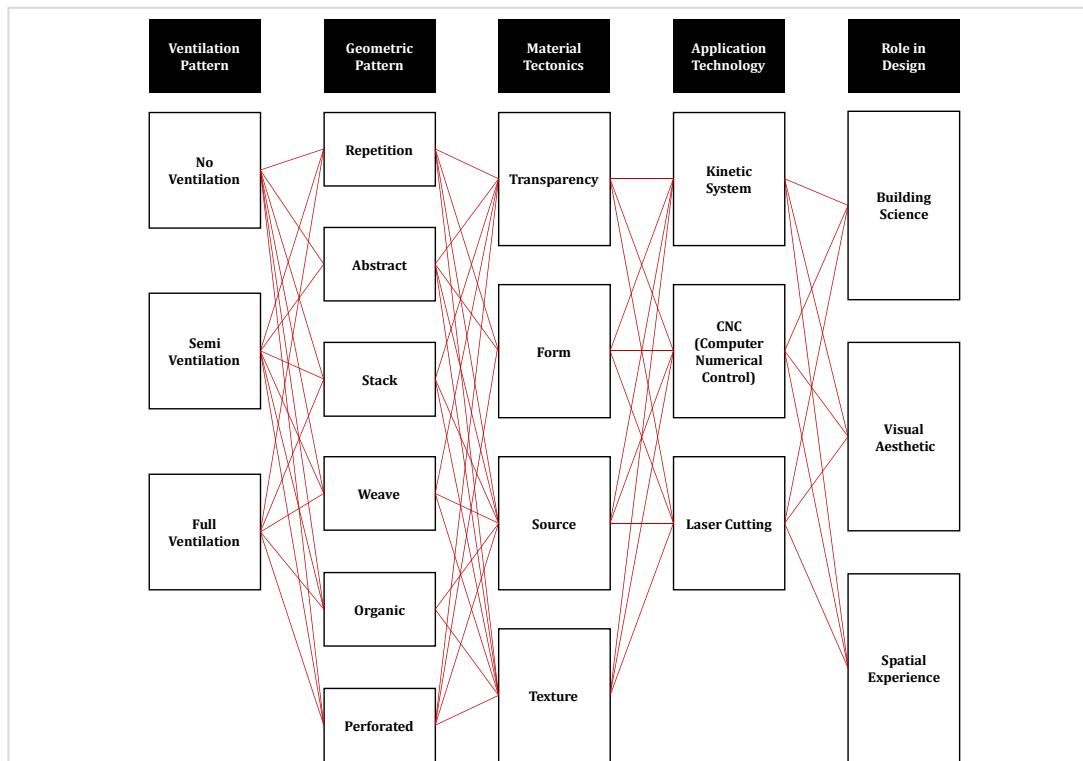 Ventilation
Pattern
Geometric
Pattern
Material
Tectonics
Application
Technology
Role in
Design
No
Ventilation
Semi
Ventilation
Full
Ventilation
Repetition
Abstract
Stack
Weave
Organic
Perforated
Transparency
Form
Source
Texture
Kinetic
System
CNC
(Computer
Numerical
Control)
Laser Cutting
Building
Science
Visual
Aesthetic
Spatial
Experience